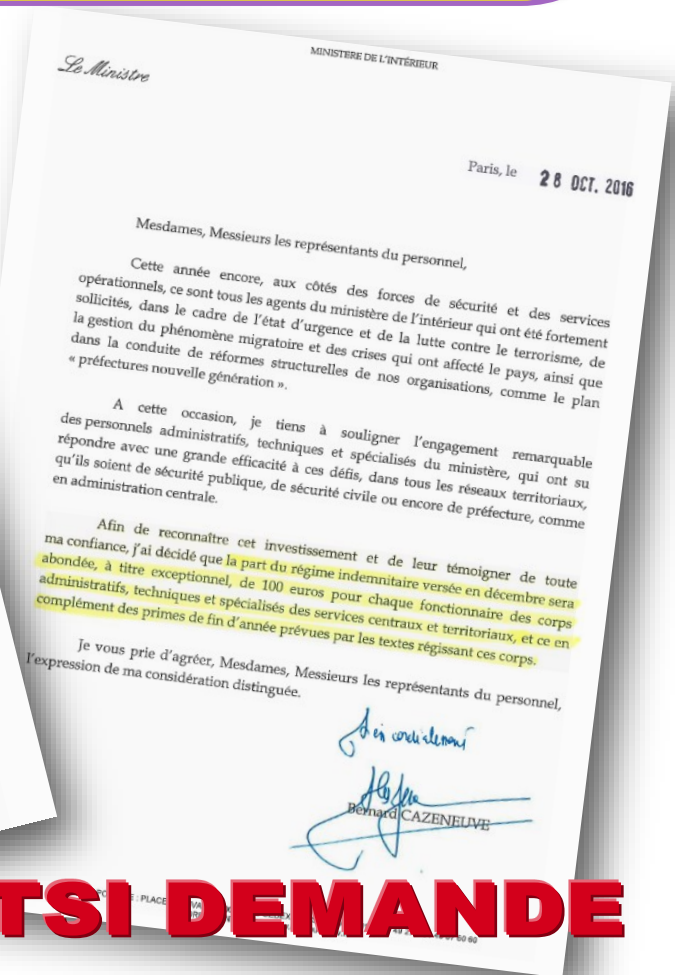 MINISTERE DE L'INTÉRIEUR
Le Ministre
Paris, le 28 OCT. 2016
Mesdames, Messieurs les représentants du personnel,
Cette année encore, aux côtés des forces de sécurité et des services
opérationnels, ce sont tous les agents du ministère de l'intérieur qui ont été fortement
sollicités, dans le cadre de l'état d'urgence et de la lutte contre le terrorisme, de
la gestion du phénomène migratoire et des crises qui ont affecté le pays, ainsi que
dans la conduite de réformes structurelles de nos organisations, comme le plan
« préfectures nouvelle génération ».
A cette occasion, je tiens à souligner l'engagement remarquable
des personnels administratifs, techniques et spécialisés du ministère, qui ont su
répondre avec une grande efficacité à ces défis, dans tous les réseaux territoriaux,
qu'ils soient de sécurité publique, de sécurité civile ou encore de préfecture, comme
en administration centrale.
Afin de reconnaître cet investissement et de leur témoigner de toute
ma confiance, j'ai décidé que la part du régime indemnitaire versée en décembre sera
abondée, à titre exceptionnel, de 100 euros pour chaque fonctionnaire des corps
administratifs, techniques et spécialisés des services centraux et territoriaux, et ce en
complément des primes de fin d'année prévues par les textes régissant ces corps.
Je vous prie d'agréer, Mesdames, Messieurs les représentants du personnel,
l'expression de ma considération distinguée.
cordialement
Bernard CAZENEUVE
: PLACE
60 60
TSI DEMANDE